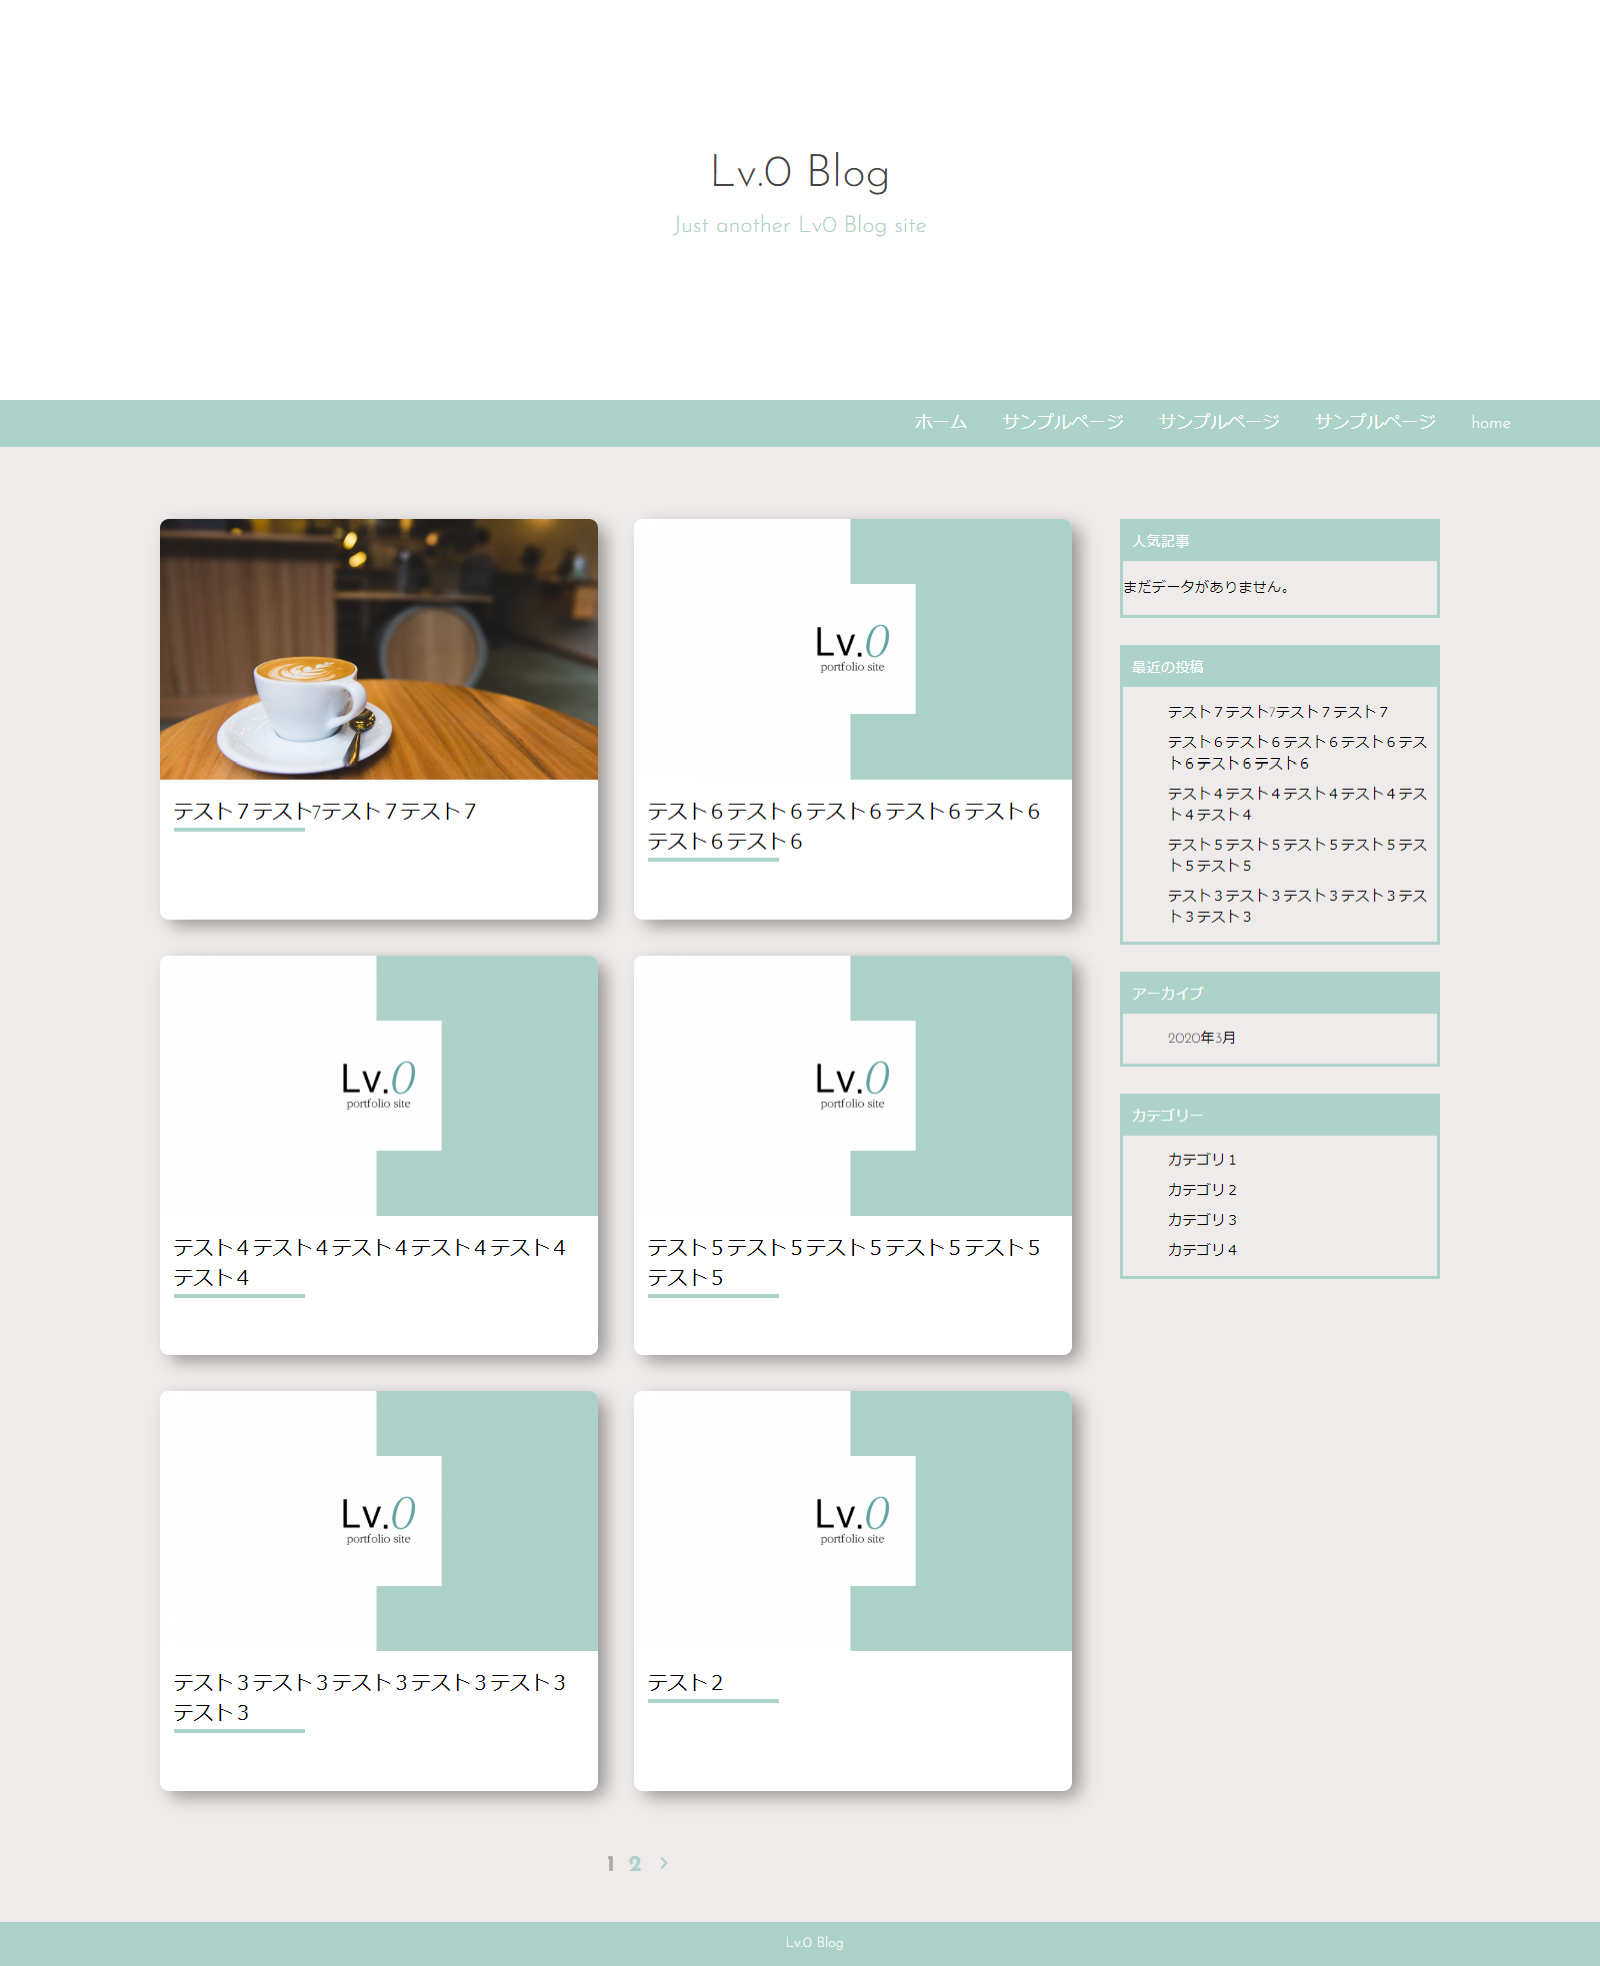 Lv.0 Blog
Just another Lv0 Blog site
ホーム サンプルページ サンプルページ サンプルページ home
テスト７テスト7テスト７テスト７
Lv.0
portfolio site
テスト６テスト６テスト６テスト６テスト６
テスト６テスト６
Lv.0
portfolio site
テスト４テスト４テスト４テスト４テスト４
テスト４
Lv.0
portfolio site
テスト５テスト５テスト５テスト５テスト５
テスト５
Lv.0
portfolio site
テスト３テスト３テスト３テスト３テスト３
テスト３
Lv.0
portfolio site
テスト２
1 2 >
人気記事
まだデータがありません。
最近の投稿
テスト７テスト7テスト７テスト７
テスト６テスト６テスト６テスト６テス
ト６テスト６テスト６
テスト４テスト４テスト４テスト４テス
ト４テスト４
テスト５テスト５テスト５テスト５テス
ト５テスト５
テスト３テスト３テスト３テスト３テス
ト３テスト３
アーカイブ
2020年3月
カテゴリー
カテゴリ１
カテゴリ２
カテゴリ３
カテゴリ４
Lv.0 Blog